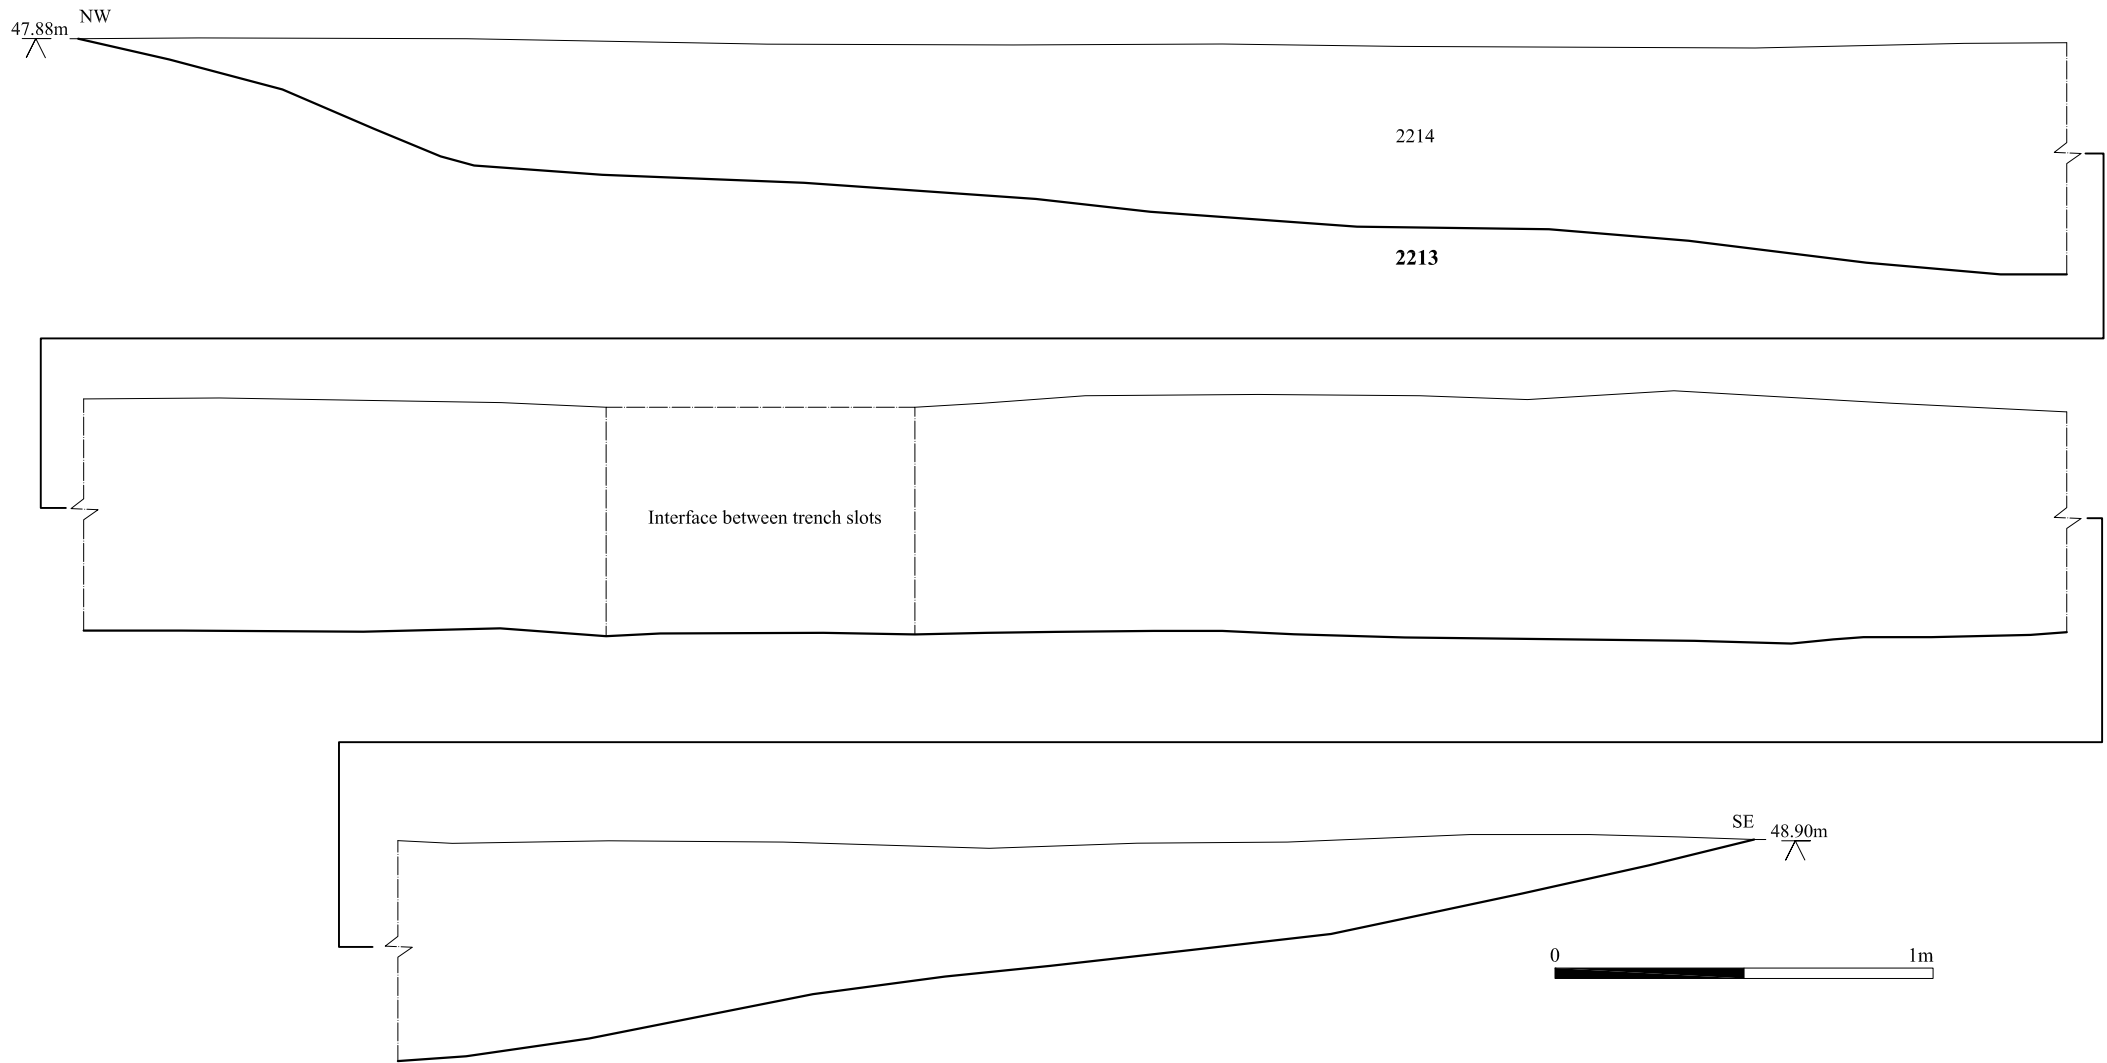 NW
47.88m
2214
2213
Interface between trench slots
SE
48.90m
0 1m